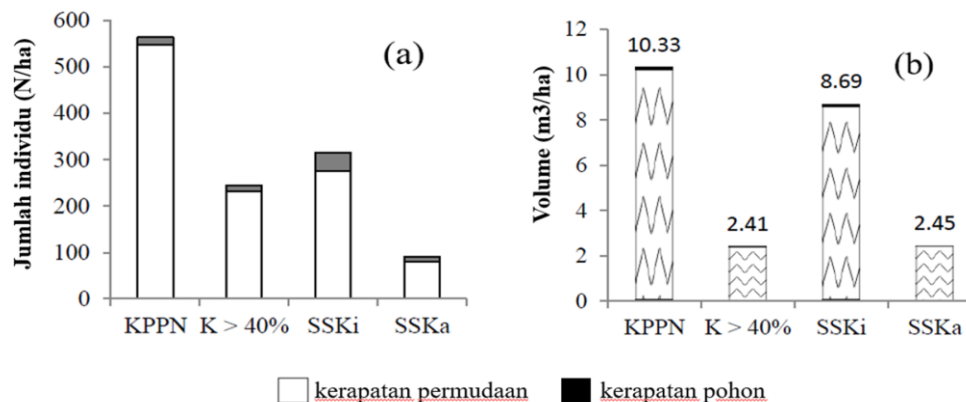 600
500
400
300
200
100
0
Jumlah individu (N/ha)
(a)
KPPN K > 40% SSKi SSKa
12
10
8
6
4
2
0
Volume (m3/ha)
(b)
10.33
2.41
8.69
2.45
KPPN K > 40% SSKi SSKa
kerapatan permudaan kerapatan pohon